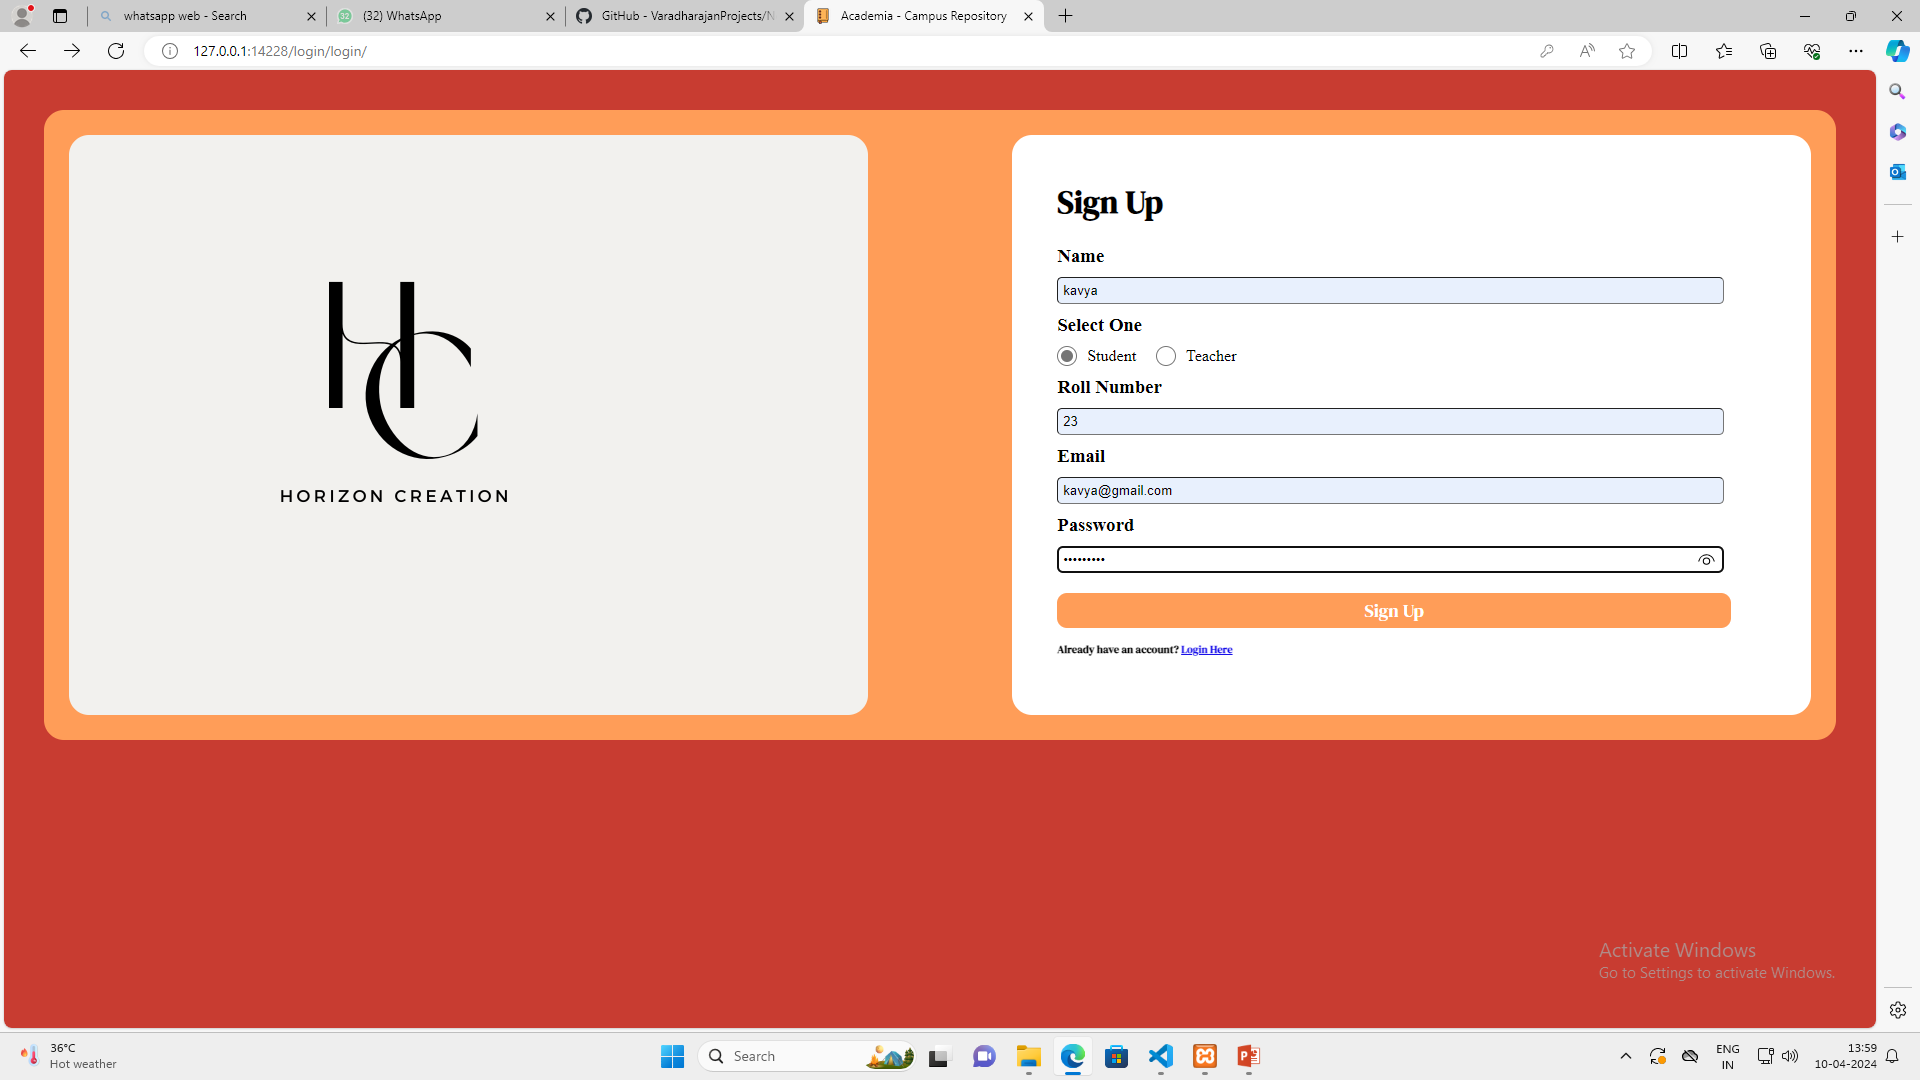 whatsapp web - Search
(32) WhatsApp
GitHub - VaradharajanProjects/N
Academia - Campus Repository
127.0.0.1:14228/login/login/
Sign Up
Name
kavya
Select One
Student Teacher
Roll Number
23
Email
kavya@gmail.com
Password
•••••••••
Sign Up
Already have an account? Login Here
HC
HORIZON CREATION
Activate Windows
Go to Settings to activate Windows.
36°C
Hot weather
Search
ENG
IN
13:59
10-04-2024